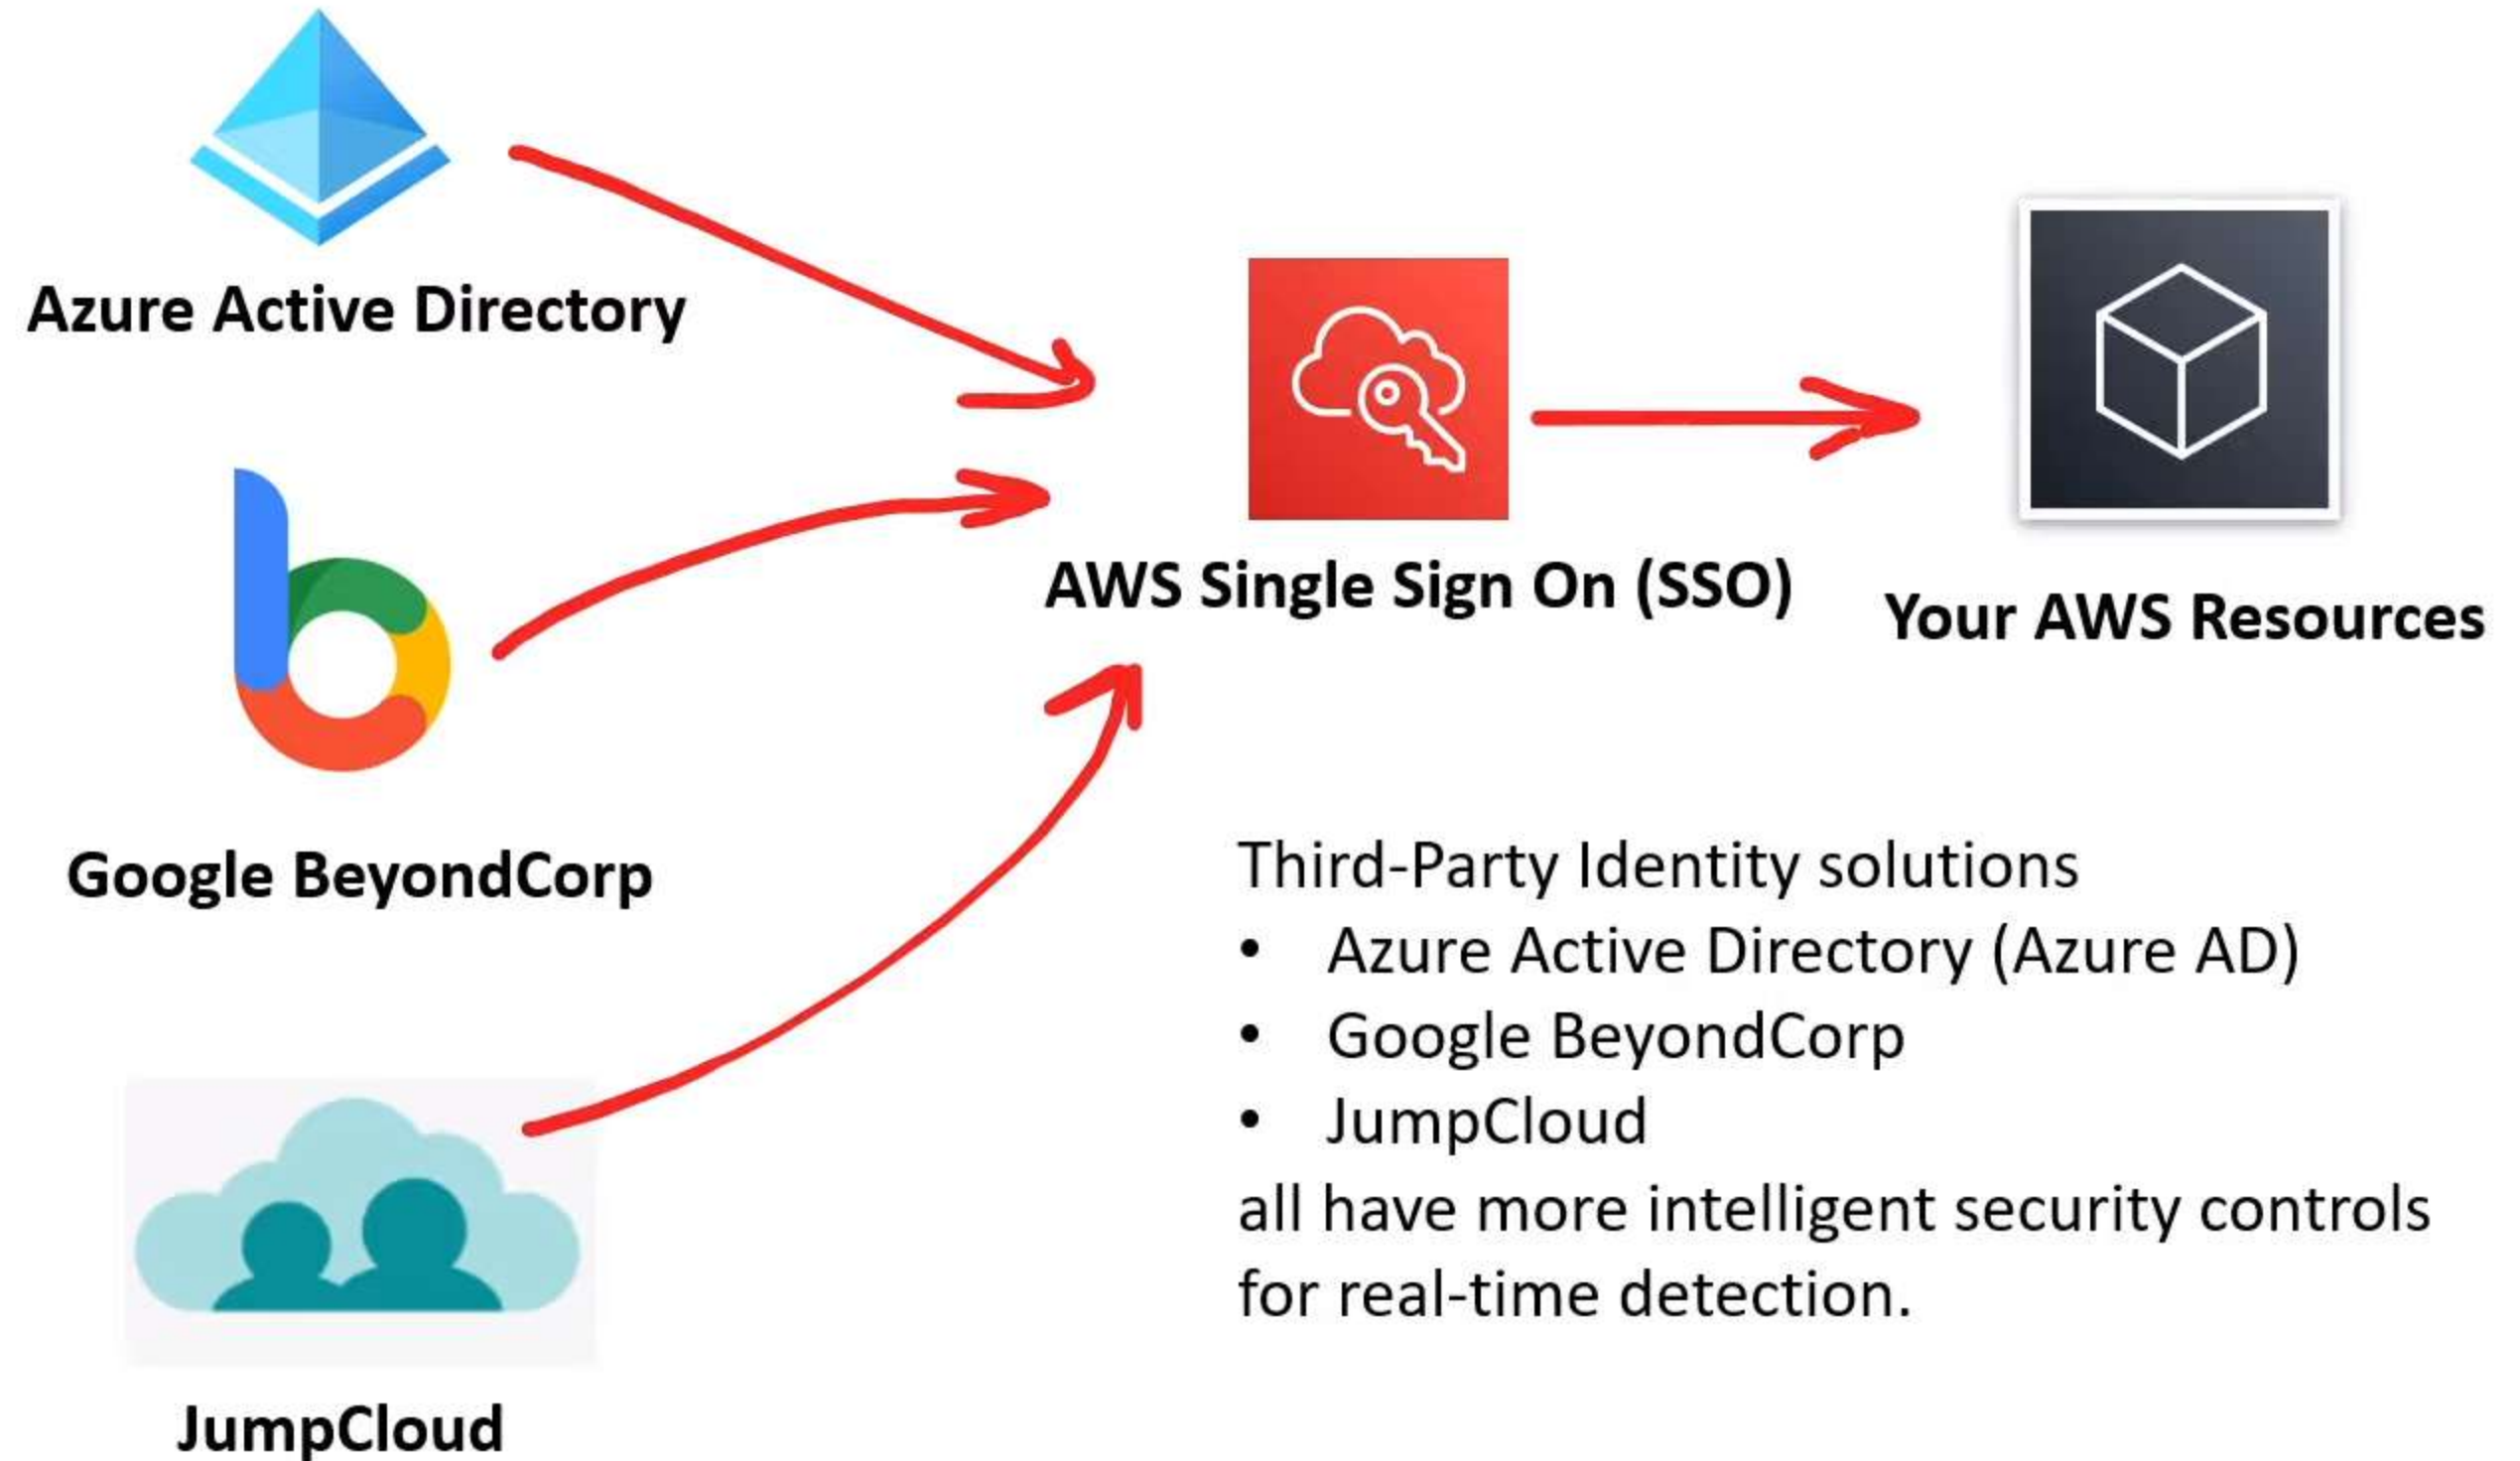 Azure Active Directory
Google BeyondCorp
JumpCloud
AWS Single Sign On (SSO)
Your AWS Resources
Third-Party Identity solutions
• Azure Active Directory (Azure AD)
• Google BeyondCorp
• JumpCloud
all have more intelligent security controls
for real-time detection.